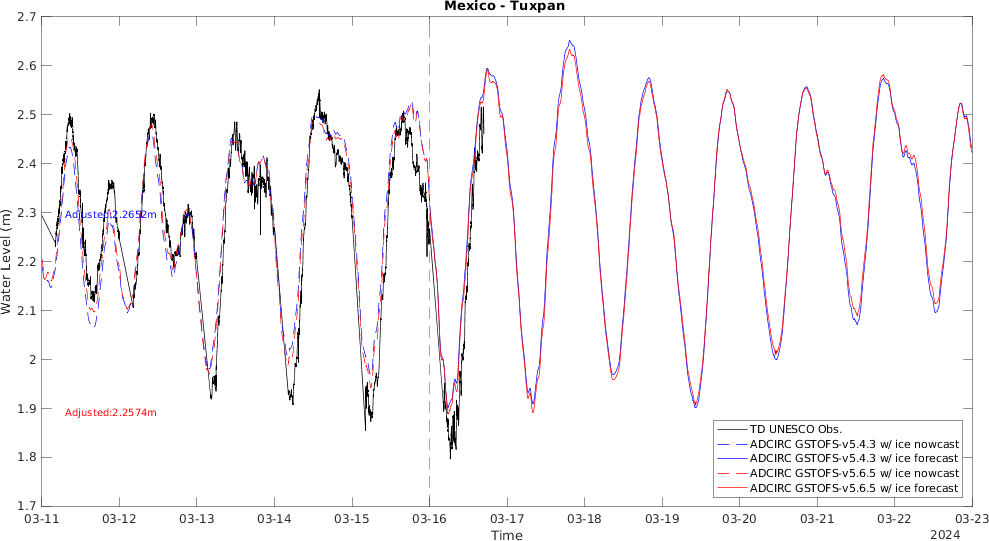 Mexico - Tuxpan
2.7
2.6
2.5
2.4
2.3
2.2
2.1
2
1.9
1.8
1.7
Water Level (m)
Adjusted:2.2652m
Adjusted:2.2574m
TD UNESCO Obs.
ADCIRC GSTOFS-v5.4.3 w/ ice nowcast
ADCIRC GSTOFS-v5.4.3 w/ ice forecast
ADCIRC GSTOFS-v5.6.5 w/ ice nowcast
ADCIRC GSTOFS-v5.6.5 w/ ice forecast
03-11 03-12 03-13 03-14 03-15 03-16 03-17 03-18 03-19 03-20 03-21 03-22 03-23
Time
2024